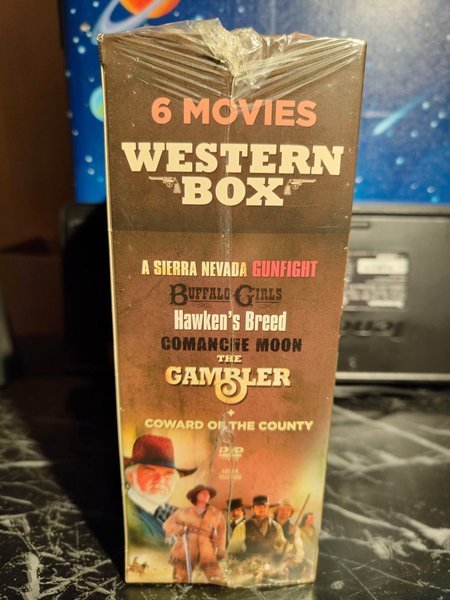 6 MOVIES
WESTERN
BOX
A SIERRA NEVADA GUNFIGHT
BUFFALO GIRLS
Hawken's Breed
COMANCHE MOON
THE
GAMBLER
+
COWARD OF THE COUNTY
DVD